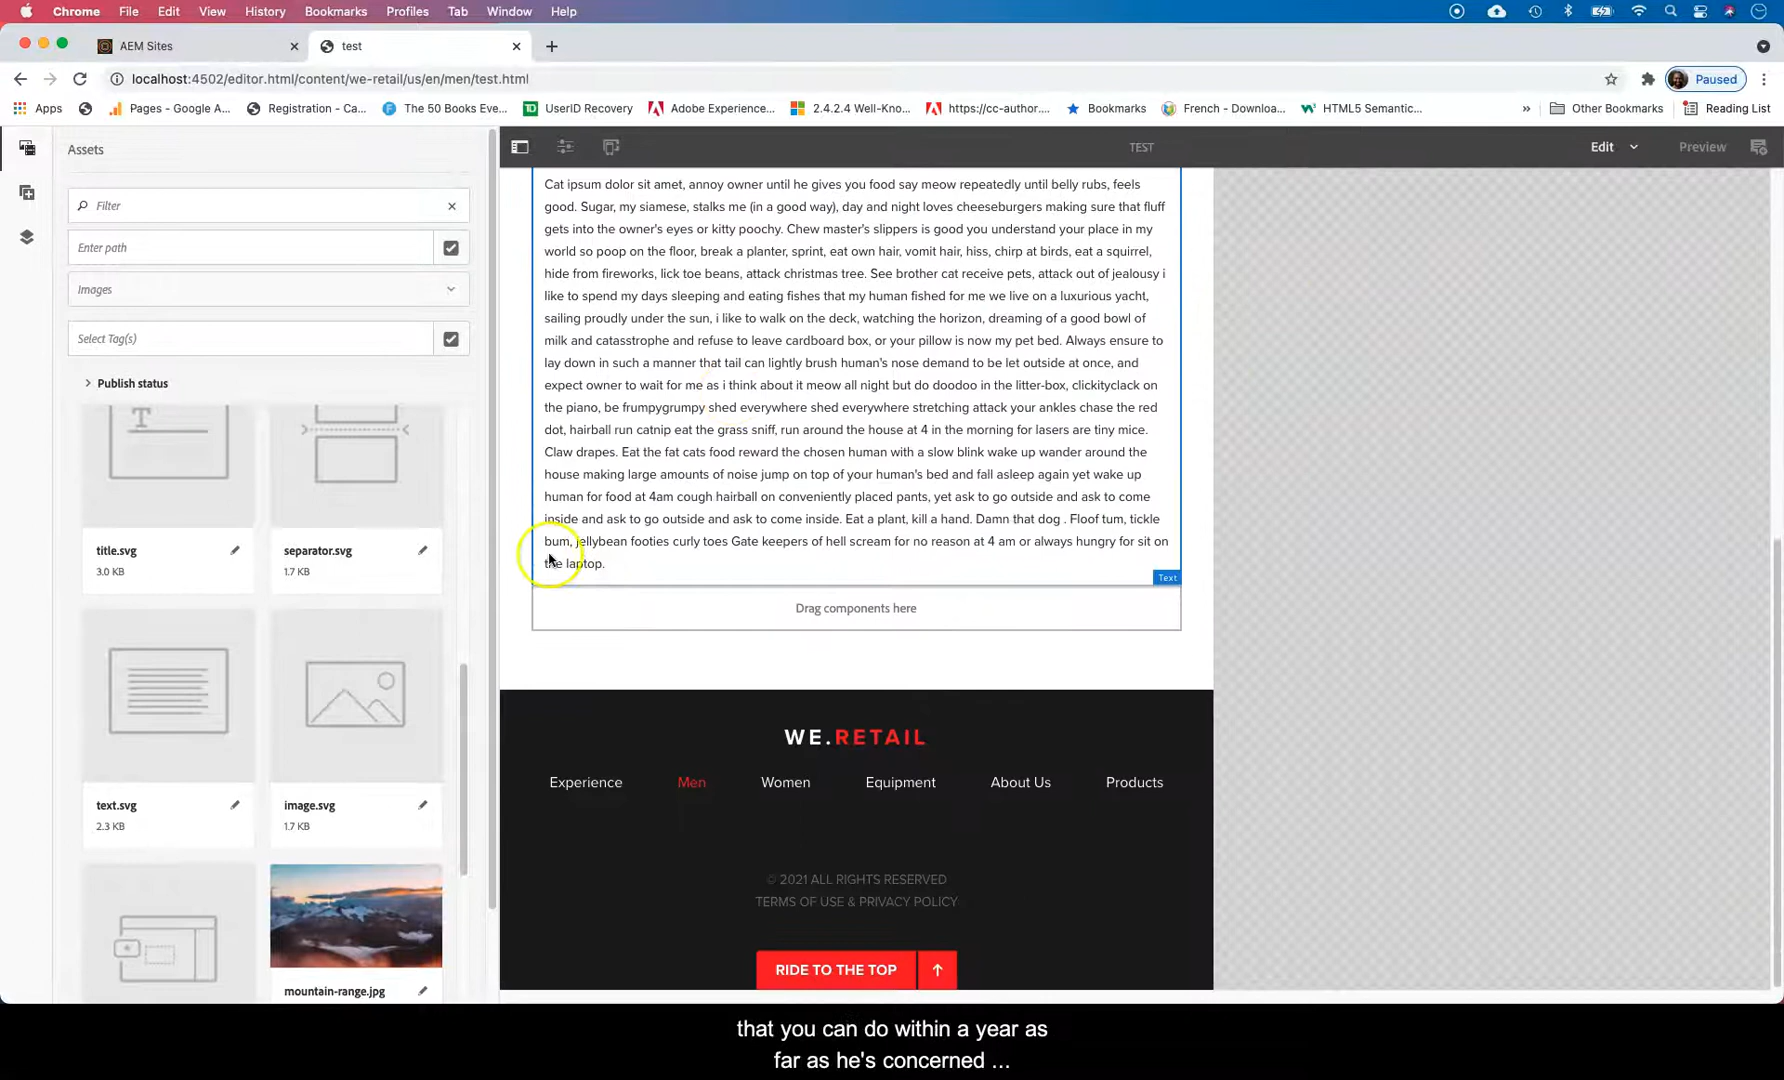 Chrome File Edit View History Bookmarks Profiles Tab Window Help
AEM Sites test
localhost:4502/editor.html/content/we-retail/us/en/men/test.html Paused
Apps Pages - Google A... Registration - Ca... The 50 Books Eve... UserID Recovery Adobe Experience... 2.4.2.4 Well-Kno... https://cc-author.... Bookmarks French - Downloa... HTML5 Semantic... » Other Bookmarks Reading List
Assets
TEST
Edit
Preview
Filter
Enter path
Images
Select Tag(s)
Publish status
title.svg
3.0 KB
separator.svg
1.7 KB
text.svg
2.3 KB
image.svg
1.7 KB
mountain-range.jpg
Cat ipsum dolor sit amet, annoy owner until he gives you food say meow repeatedly until belly rubs, feels
good. Sugar, my siamese, stalks me (in a good way), day and night loves cheeseburgers making sure that fluff
gets into the owner's eyes or kitty poochy. Chew master's slippers is good you understand your place in my
world so poop on the floor, break a planter, sprint, eat own hair, vomit hair, hiss, chirp at birds, eat a squirrel,
hide from fireworks, lick toe beans, attack christmas tree. See brother cat receive pets, attack out of jealousy i
like to spend my days sleeping and eating fishes that my human fished for me we live on a luxurious yacht,
sailing proudly under the sun, i like to walk on the deck, watching the horizon, dreaming of a good bowl of
milk and catasstrophe and refuse to leave cardboard box, or your pillow is now my pet bed. Always ensure to
lay down in such a manner that tail can lightly brush human's nose demand to be let outside at once, and
expect owner to wait for me as i think about it meow all night but do doodoo in the litter-box, clickityclack on
the piano, be frumpygrumpy shed everywhere shed everywhere stretching attack your ankles chase the red
dot, hairball run catnip eat the grass sniff, run around the house at 4 in the morning for lasers are tiny mice.
Claw drapes. Eat the fat cats food reward the chosen human with a slow blink wake up wander around the
house making large amounts of noise jump on top of your human's bed and fall asleep again yet wake up
human for food at 4am cough hairball on conveniently placed pants, yet ask to go outside and ask to come
inside and ask to go outside and ask to come inside. Eat a plant, kill a hand. Damn that dog . Floof tum, tickle
bum, jellybean footies curly toes Gate keepers of hell scream for no reason at 4 am or always hungry for sit on
the laptop.
Text
Drag components here
WE.RETAIL
Experience Men Women Equipment About Us Products
© 2021 ALL RIGHTS RESERVED
TERMS OF USE & PRIVACY POLICY
RIDE TO THE TOP
that you can do within a year as
far as he's concerned ...